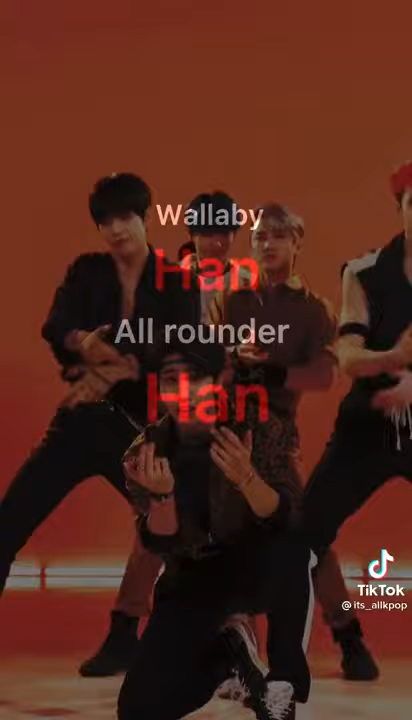 Wallaby
Han
All rounder
Han
TikTok
@its_allkpop